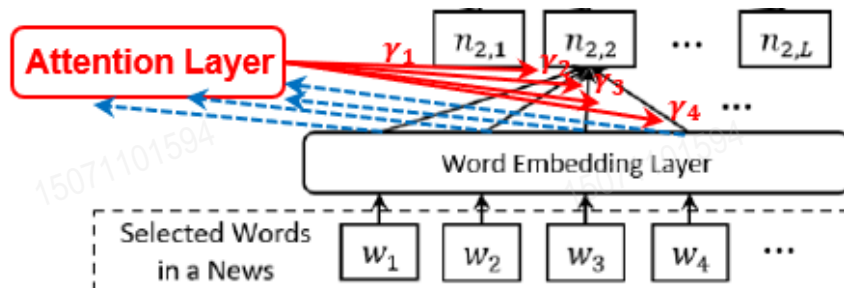 n₂,₁ n₂,₂ ... n₂,L
Attention Layer
γ₁ γ₂ γ₃ γ₄ ...
Word Embedding Layer
15071101594 15071101594
Selected Words
in a News
w₁ w₂ w₃ w₄ ...